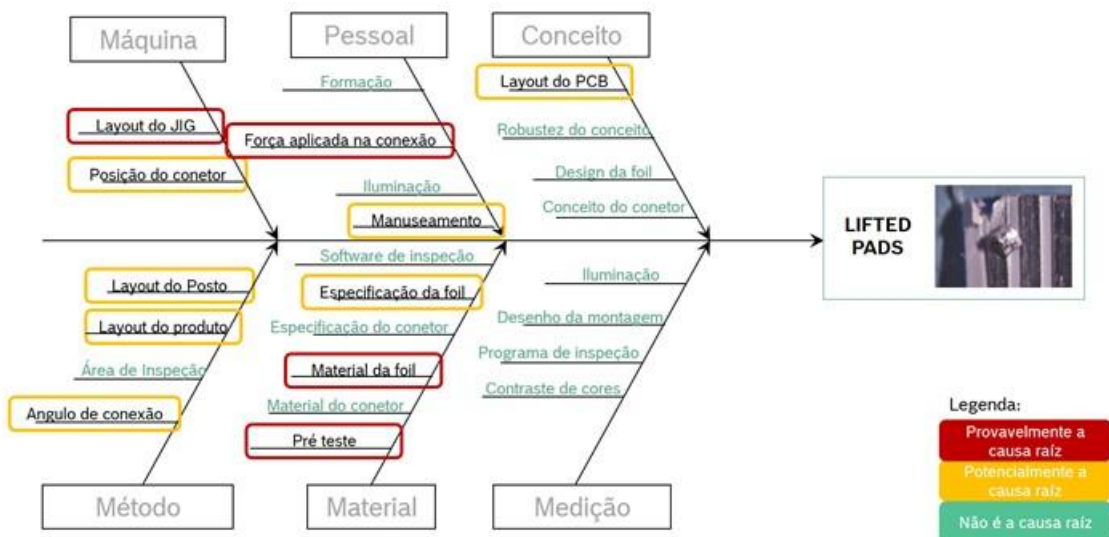 Máquina
Pessoal
Conceito
Formação
Layout do PCB
Layout do JIG
Força aplicada na conexão
Robustez do conceito
Posição do conetor
Iluminação
Design da foil
Manuseamento
Conceito do conetor
LIFTED
PADS
Software de inspeção
Iluminação
Layout do Posto
Especificação da foil
Layout do produto
Especificação do conetor
Desenho da montagem
Área de Inspeção
Material da foil
Programa de inspeção
Angulo de conexão
Material do conetor
Contraste de cores
Pré teste
Método
Material
Medição
Legenda:
Provavelmente a
causa raíz
Potencialmente a
causa raíz
Não é a causa raíz